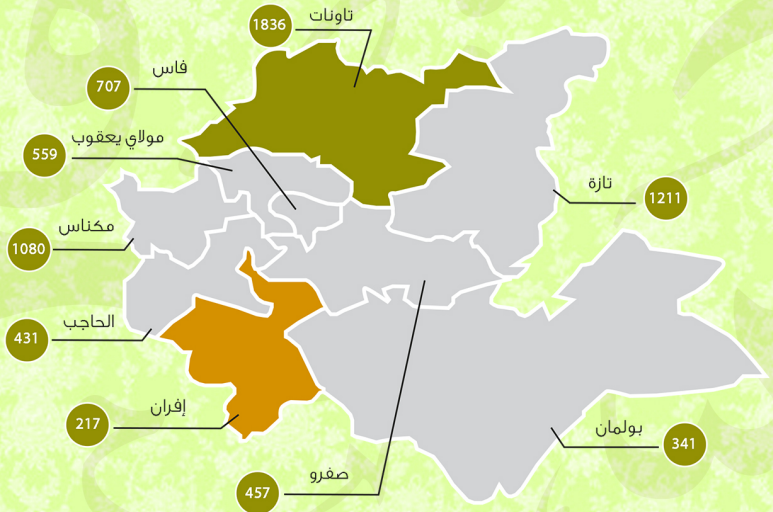 تاونات
1836
فاس
707
مولاي يعقوب
559
تازة
1211
مكناس
1080
الحاجب
431
إفران
217
بولمان
341
صفرو
457